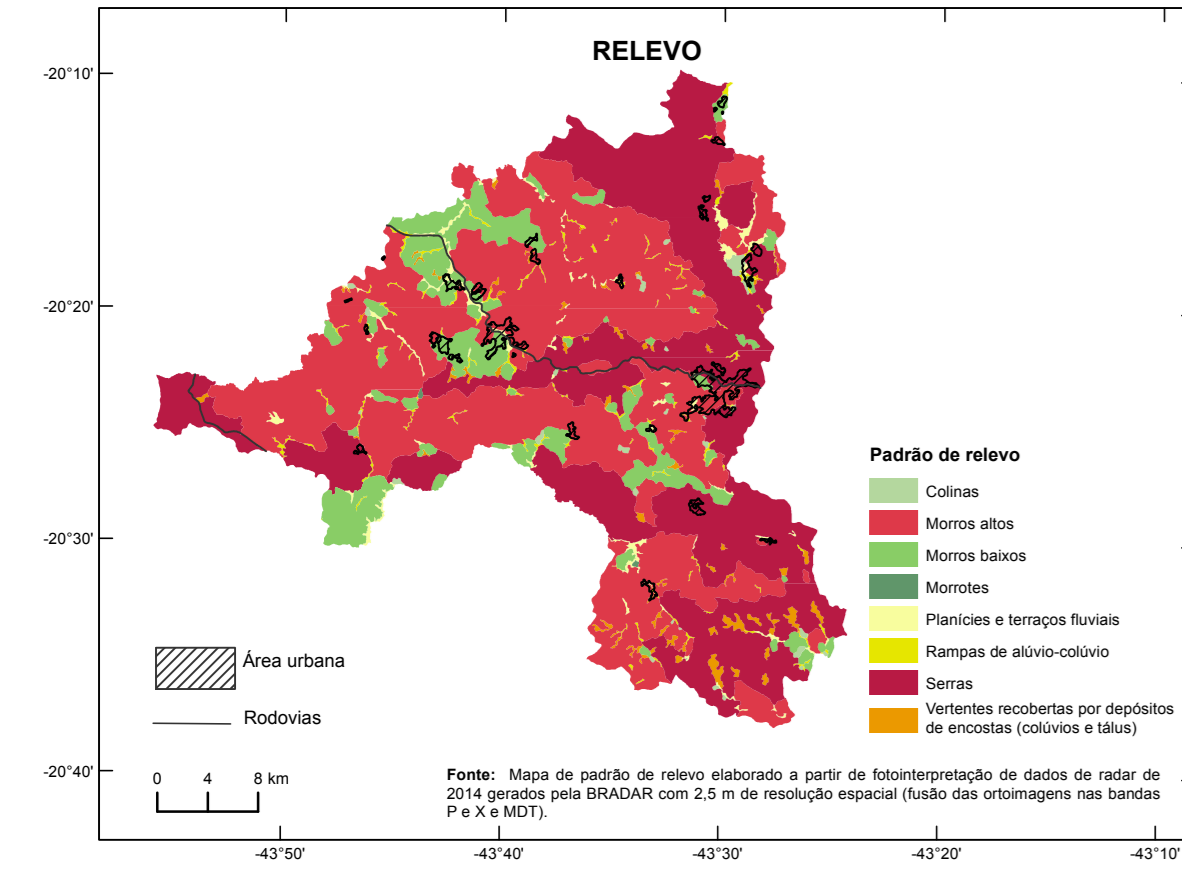 RELEVO
-20°10'
-20°20'
-20°30'
-20°40'
Padrão de relevo
Colinas
Morros altos
Morros baixos
Morrotes
Planícies e terraços fluviais
Rampas de alúvio-colúvio
Serras
Vertentes recobertas por depósitos
de encostas (colúvios e tálus)
Área urbana
Rodovias
0 4 8 km
Fonte: Mapa de padrão de relevo elaborado a partir de fotointerpretação de dados de radar de
2014 gerados pela BRADAR com 2,5 m de resolução espacial (fusão das ortoimagens nas bandas
P e X e MDT).
-43°50' -43°40' -43°30' -43°20' -43°10'